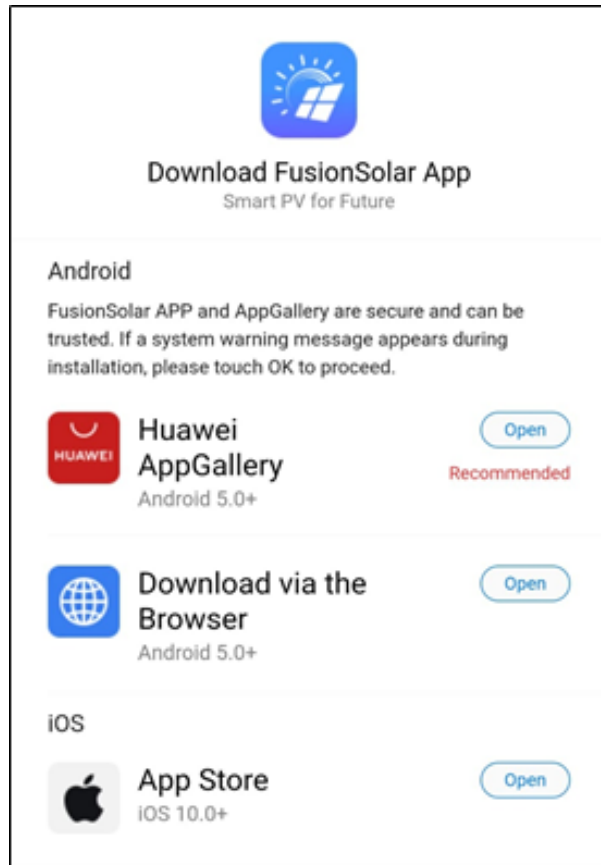 Download FusionSolar App
Smart PV for Future
Android
FusionSolar APP and AppGallery are secure and can be
trusted. If a system warning message appears during
installation, please touch OK to proceed.
HUAWEI
Huawei
AppGallery
Android 5.0+
Open
Recommended
Download via the
Browser
Android 5.0+
Open
iOS
App Store
iOS 10.0+
Open